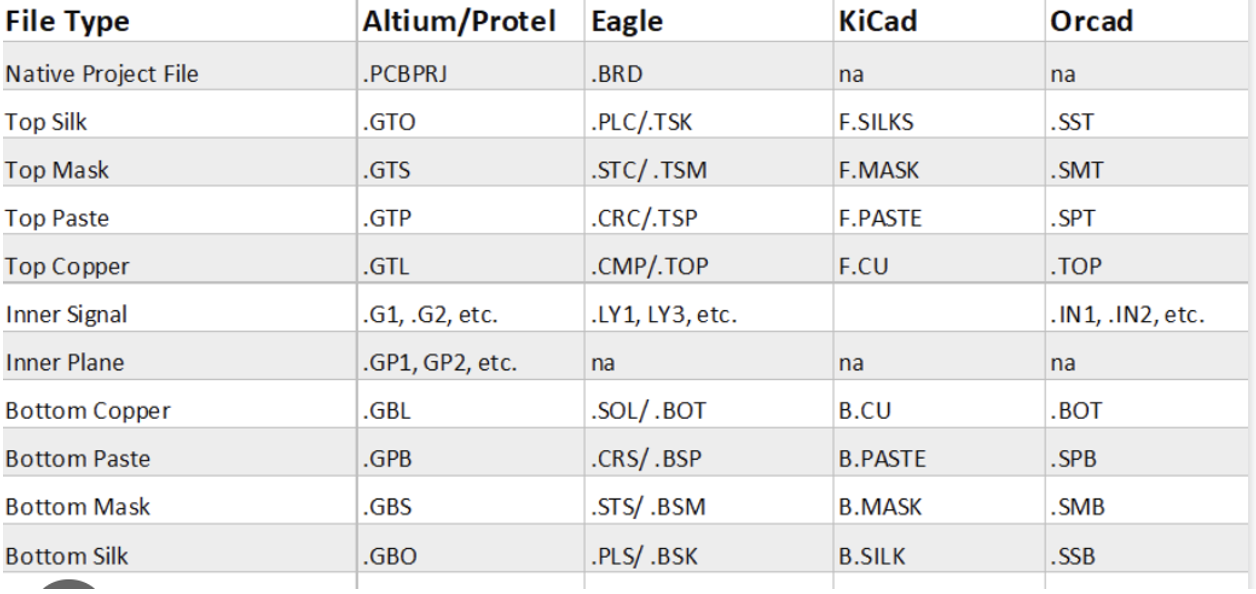 File Type Altium/Protel Eagle KiCad Orcad
Native Project File .PCBPRJ .BRD na na
Top Silk .GTO .PLC/.TSK F.SILKS .SST
Top Mask .GTS .STC/ .TSM F.MASK .SMT
Top Paste .GTP .CRC/.TSP F.PASTE .SPT
Top Copper .GTL .CMP/.TOP F.CU .TOP
Inner Signal .G1, .G2, etc. .LY1, LY3, etc. .IN1, .IN2, etc.
Inner Plane .GP1, GP2, etc. na na na
Bottom Copper .GBL .SOL/ .BOT B.CU .BOT
Bottom Paste .GPB .CRS/ .BSP B.PASTE .SPB
Bottom Mask .GBS .STS/ .BSM B.MASK .SMB
Bottom Silk .GBO .PLS/ .BSK B.SILK .SSB